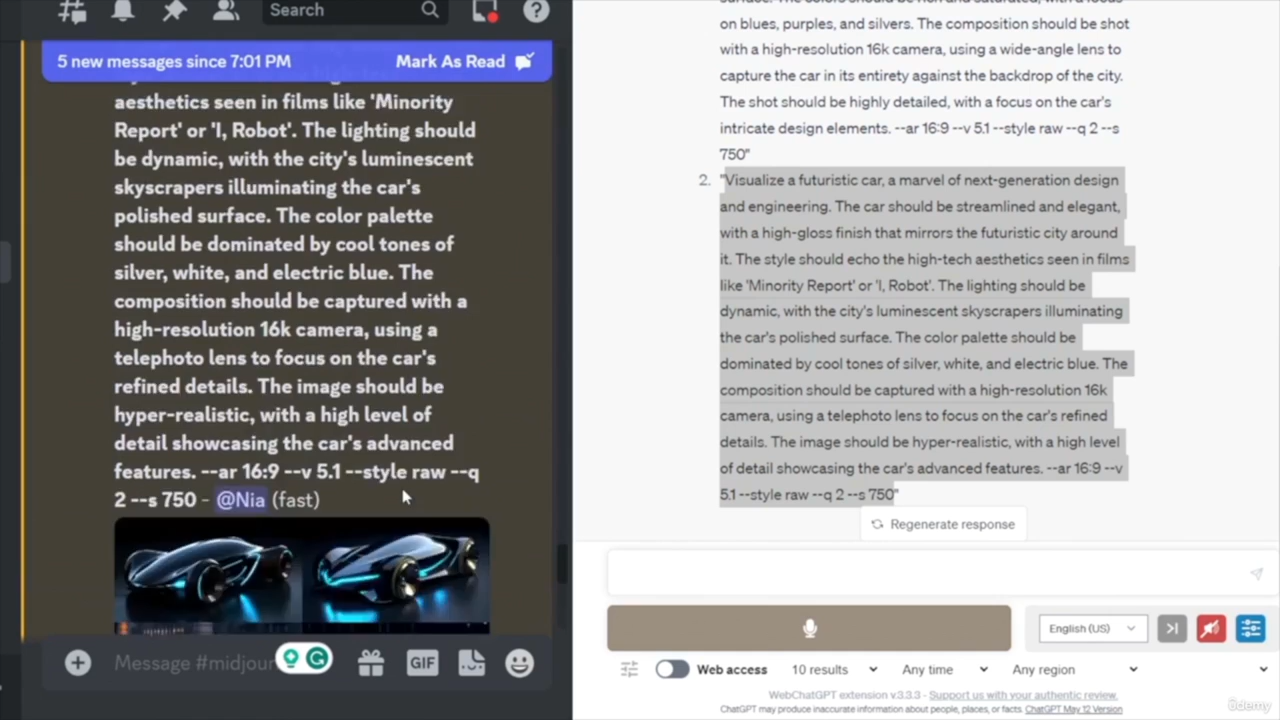 Search
5 new messages since 7:01 PM
Mark As Read
aesthetics seen in films like 'Minority
Report' or 'I, Robot'. The lighting should
be dynamic, with the city's luminescent
skyscrapers illuminating the car's
polished surface. The color palette
should be dominated by cool tones of
silver, white, and electric blue. The
composition should be captured with a
high-resolution 16k camera, using a
telephoto lens to focus on the car's
refined details. The image should be
hyper-realistic, with a high level of
detail showcasing the car's advanced
features. --ar 16:9 --v 5.1 --style raw --q
2 --s 750 - @Nia (fast)
Message #midjour
GIF
surface. The colors should be rich and saturated, with a focus
on blues, purples, and silvers. The composition should be shot
with a high-resolution 16k camera, using a wide-angle lens to
capture the car in its entirety against the backdrop of the city.
The shot should be highly detailed, with a focus on the car's
intricate design elements. --ar 16:9 --v 5.1 --style raw --q 2 --s
750"
2. "Visualize a futuristic car, a marvel of next-generation design
and engineering. The car should be streamlined and elegant,
with a high-gloss finish that mirrors the futuristic city around
it. The style should echo the high-tech aesthetics seen in films
like 'Minority Report' or 'I, Robot'. The lighting should be
dynamic, with the city's luminescent skyscrapers illuminating
the car's polished surface. The color palette should be
dominated by cool tones of silver, white, and electric blue. The
composition should be captured with a high-resolution 16k
camera, using a telephoto lens to focus on the car's refined
details. The image should be hyper-realistic, with a high level
of detail showcasing the car's advanced features. --ar 16:9 --v
5.1 --style raw --q 2 --s 750"
Regenerate response
English (US)
Web access
10 results
Any time
Any region
WebChatGPT extension v.3.3.3 - Support us with your authentic review.
ChatGPT may produce inaccurate information about people, places, or facts. ChatGPT May 12 Version
ûdemy